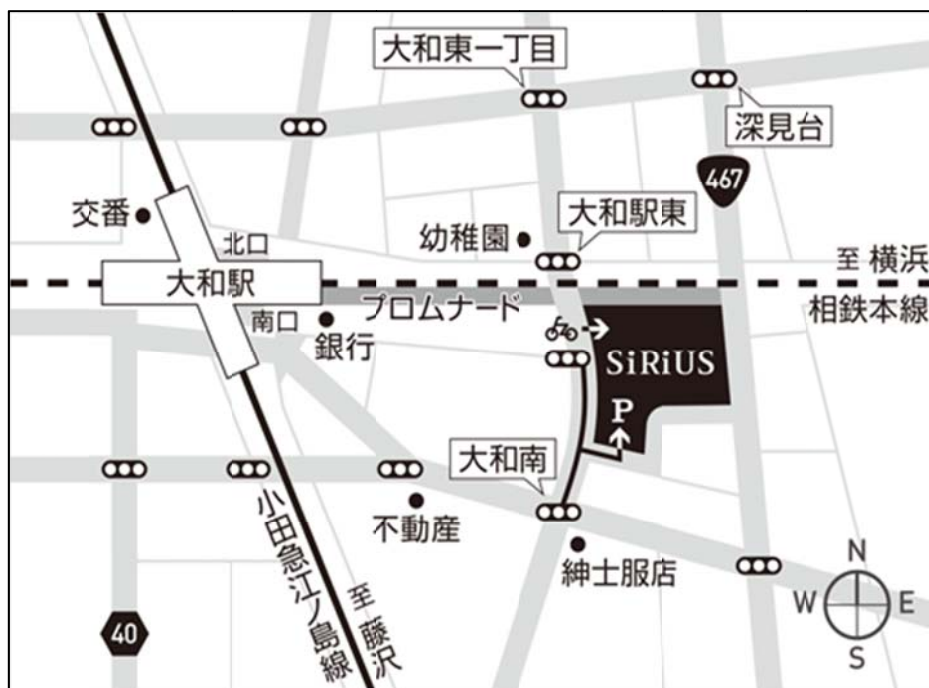 大和東一丁目
深見台
467
交番
北口
幼稚園
大和駅東
至 横浜
大和駅
プロムナード
相鉄本線
南口
銀行
SiRiUS
P
大和南
不動産
紳士服店
小田急江ノ島線
至 藤沢
40
N
W E
S